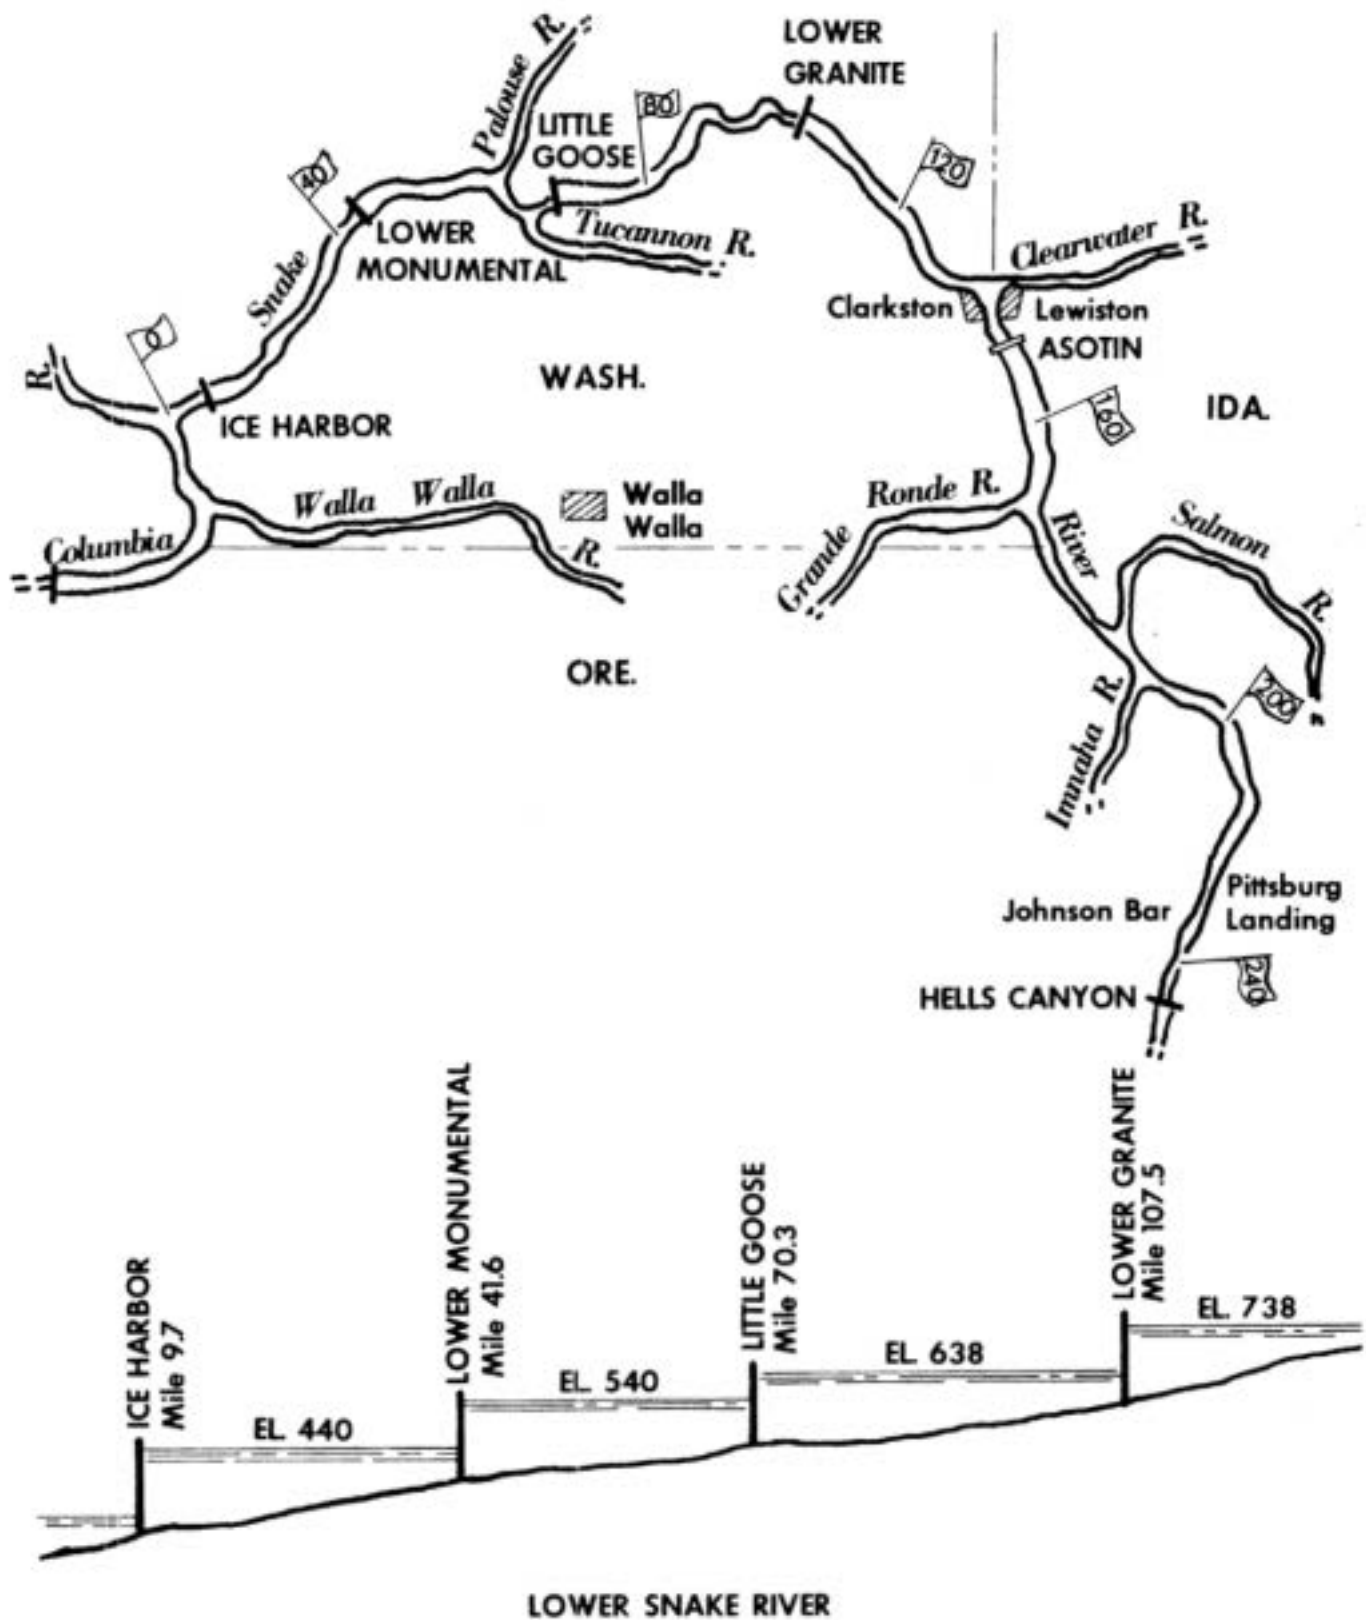 LOWER
GRANITE
Palouse R.
LITTLE
GOOSE
80
120
40
LOWER
MONUMENTAL
Tucannon R.
Clearwater R.
Snake
Clarkston
Lewiston
ASOTIN
0
R.
WASH.
160
IDA.
ICE HARBOR
Walla Walla R.
Walla
Walla
Grande Ronde R.
River
Salmon R.
Columbia
ORE.
200
Imnaha R.
Johnson Bar
Pittsburg
Landing
240
HELLS CANYON
ICE HARBOR
Mile 9.7
LOWER MONUMENTAL
Mile 41.6
LITTLE GOOSE
Mile 70.3
LOWER GRANITE
Mile 107.5
EL. 440
EL. 540
EL. 638
EL. 738
LOWER SNAKE RIVER